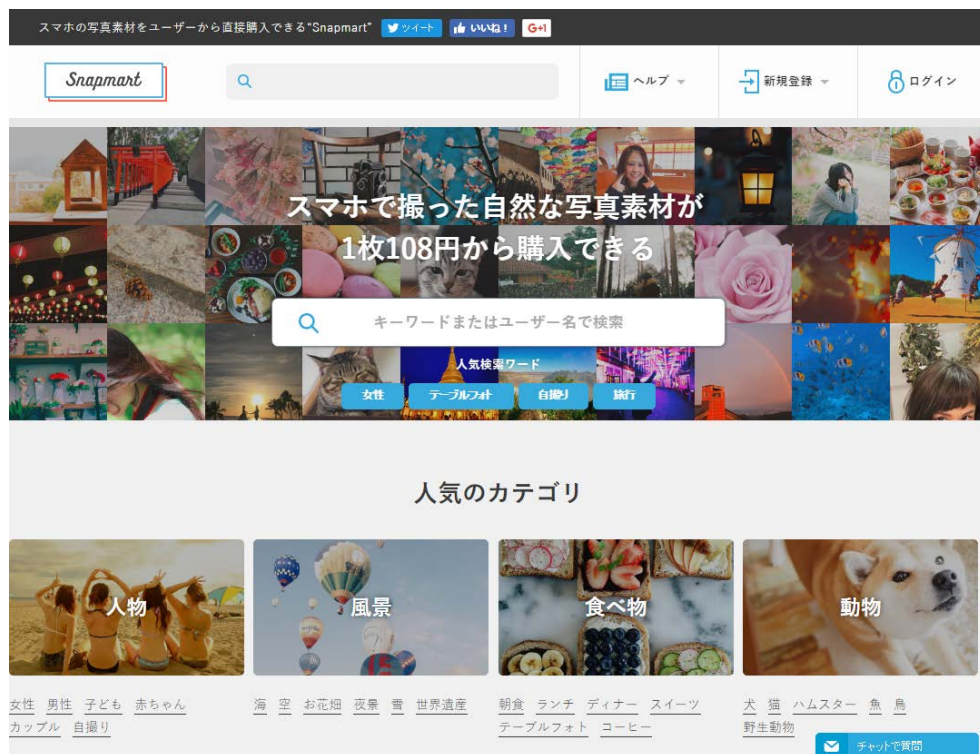 スマホの写真素材をユーザーから直接購入できる“Snapmart” ツイート いいね！ G+1
Snapmart ヘルプ 新規登録 ログイン
スマホで撮った自然な写真素材が
1枚108円から購入できる
キーワードまたはユーザー名で検索
人気検索ワード
女性 テーブルフォト 自撮り 旅行
人気のカテゴリ
人物 風景 食べ物 動物
女性 男性 子ども 赤ちゃん
カップル 自撮り
海 空 お花畑 夜景 雪 世界遺産
朝食 ランチ ディナー スイーツ
テーブルフォト コーヒー
犬 猫 ハムスター 魚 鳥
野生動物
チャットで質問